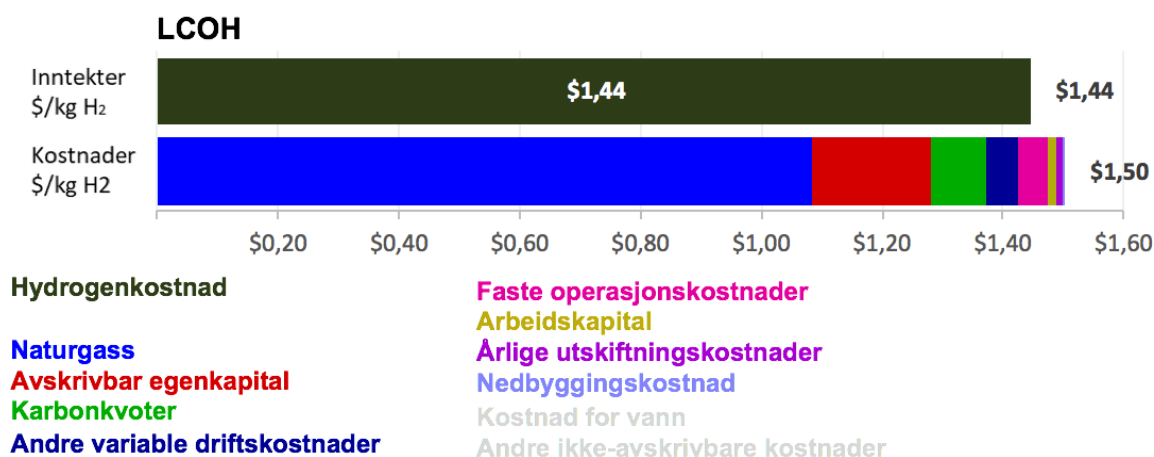 LCOH
Inntekter
$/kg H₂
$1,44
$1,44
Kostnader
$/kg H2
$1,50
$0,20 $0,40 $0,60 $0,80 $1,00 $1,20 $1,40 $1,60
Hydrogenkostnad
Naturgass
Avskrivbar egenkapital
Karbonkvoter
Andre variable driftskostnader
Faste operasjonskostnader
Arbeidskapital
Årlige utskiftningskostnader
Nedbyggingskostnad
Kostnad for vann
Andre ikke-avskrivbare kostnader